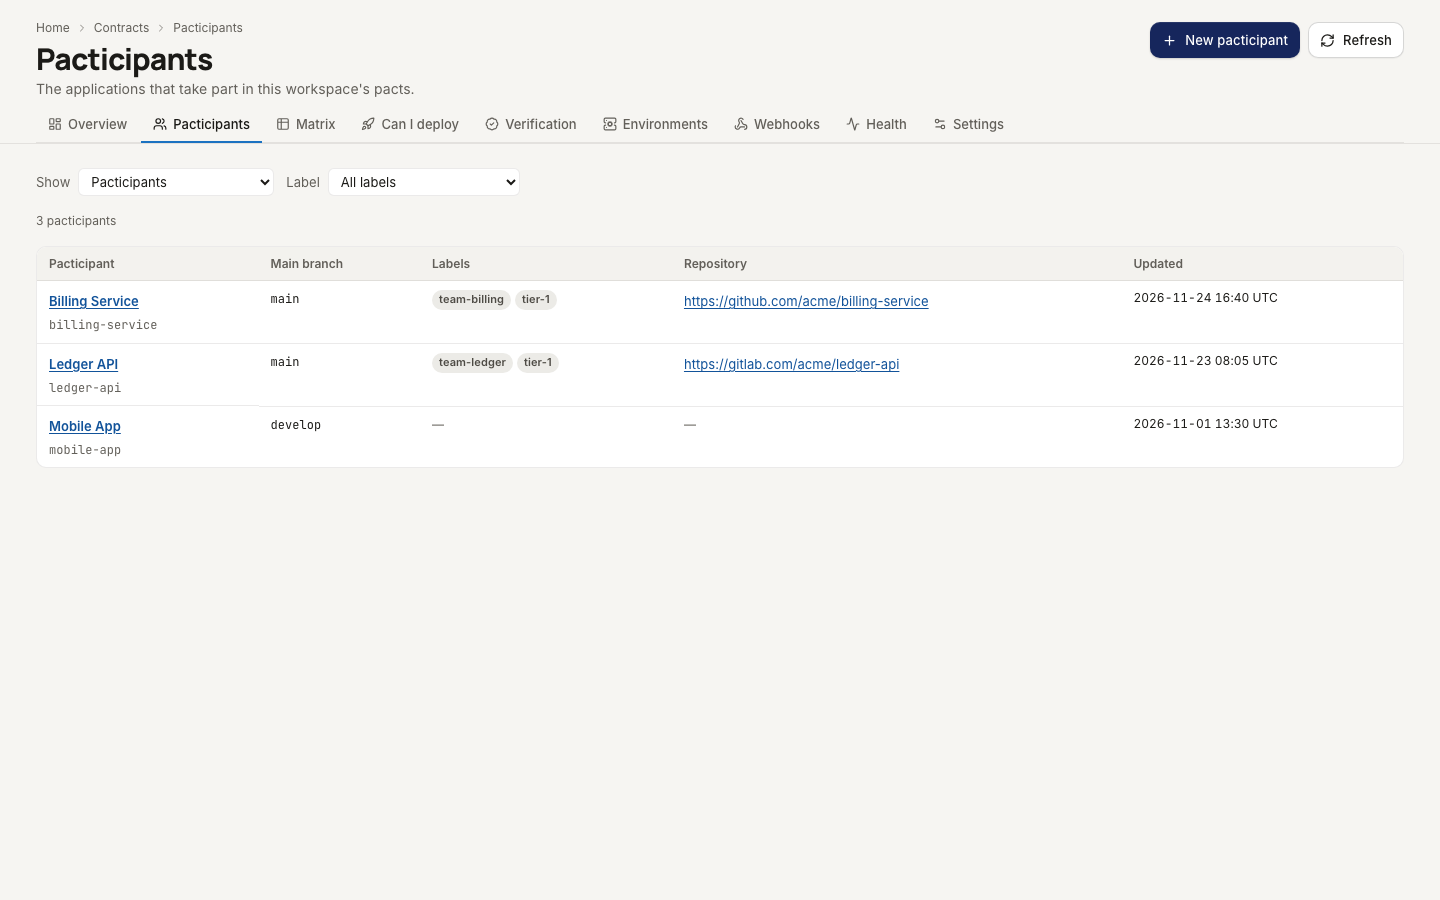 Home > Contracts > Pacticipants
Pacticipants
The applications that take part in this workspace's pacts.
New pacticipant
Refresh
Overview Pacticipants Matrix Can I deploy Verification Environments Webhooks Health Settings
Show Pacticipants Label All labels
3 pacticipants
Pacticipant Main branch Labels Repository Updated
Billing Service main team-billing tier-1 https://github.com/acme/billing-service 2026-11-24 16:40 UTC
billing-service
Ledger API main team-ledger tier-1 https://gitlab.com/acme/ledger-api 2026-11-23 08:05 UTC
ledger-api
Mobile App develop — — 2026-11-01 13:30 UTC
mobile-app